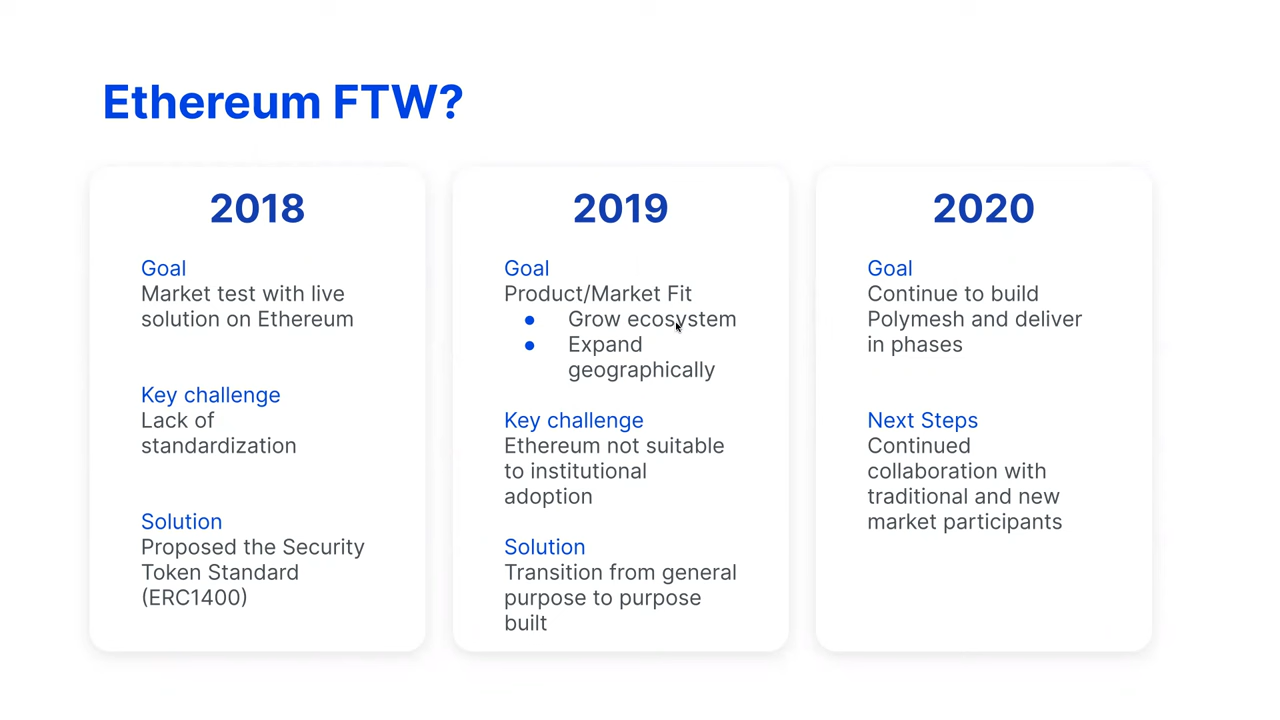 Ethereum FTW?
2018
Goal
Market test with live
solution on Ethereum
Key challenge
Lack of
standardization
Solution
Proposed the Security
Token Standard
(ERC1400)
2019
Goal
Product/Market Fit
● Grow ecosystem
● Expand
geographically
Key challenge
Ethereum not suitable
to institutional
adoption
Solution
Transition from general
purpose to purpose
built
2020
Goal
Continue to build
Polymesh and deliver
in phases
Next Steps
Continued
collaboration with
traditional and new
market participants